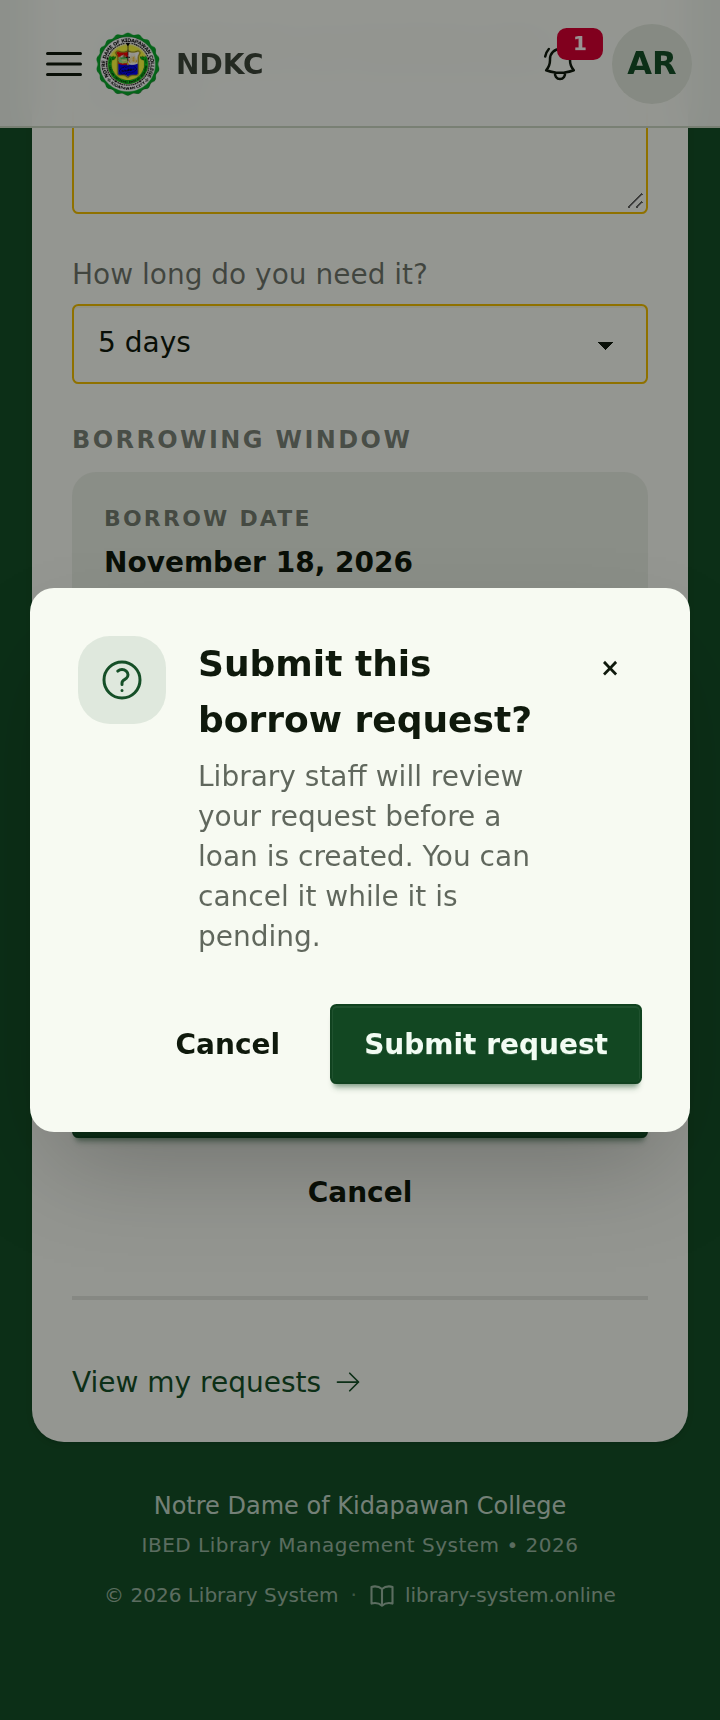 NDKC
1
AR
How long do you need it?
5 days
BORROWING WINDOW
BORROW DATE
November 18, 2026
Submit this
borrow request?
×
Library staff will review
your request before a
loan is created. You can
cancel it while it is
pending.
Cancel
Submit request
Cancel
View my requests →
Notre Dame of Kidapawan College
IBED Library Management System • 2026
© 2026 Library System · library-system.online